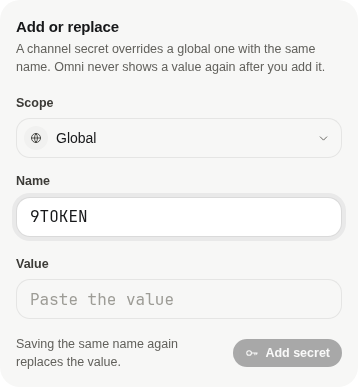 Add or replace
A channel secret overrides a global one with the same
name. Omni never shows a value again after you add it.
Scope
Global
Name
9TOKEN
Value
Paste the value
Saving the same name again
replaces the value.
Add secret